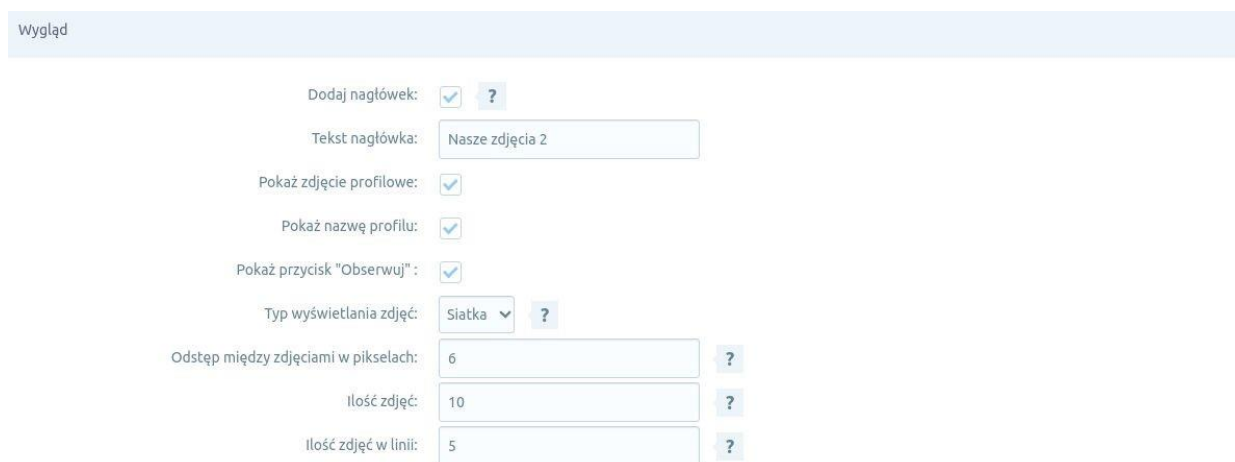 Wygląd
Dodaj nagłówek: ?
Tekst nagłówka: Nasze zdjęcia 2
Pokaż zdjęcie profilowe:
Pokaż nazwę profilu:
Pokaż przycisk "Obserwuj" :
Typ wyświetlania zdjęć: Siatka ?
Odstęp między zdjęciami w pikselach: 6 ?
Ilość zdjęć: 10 ?
Ilość zdjęć w linii: 5 ?